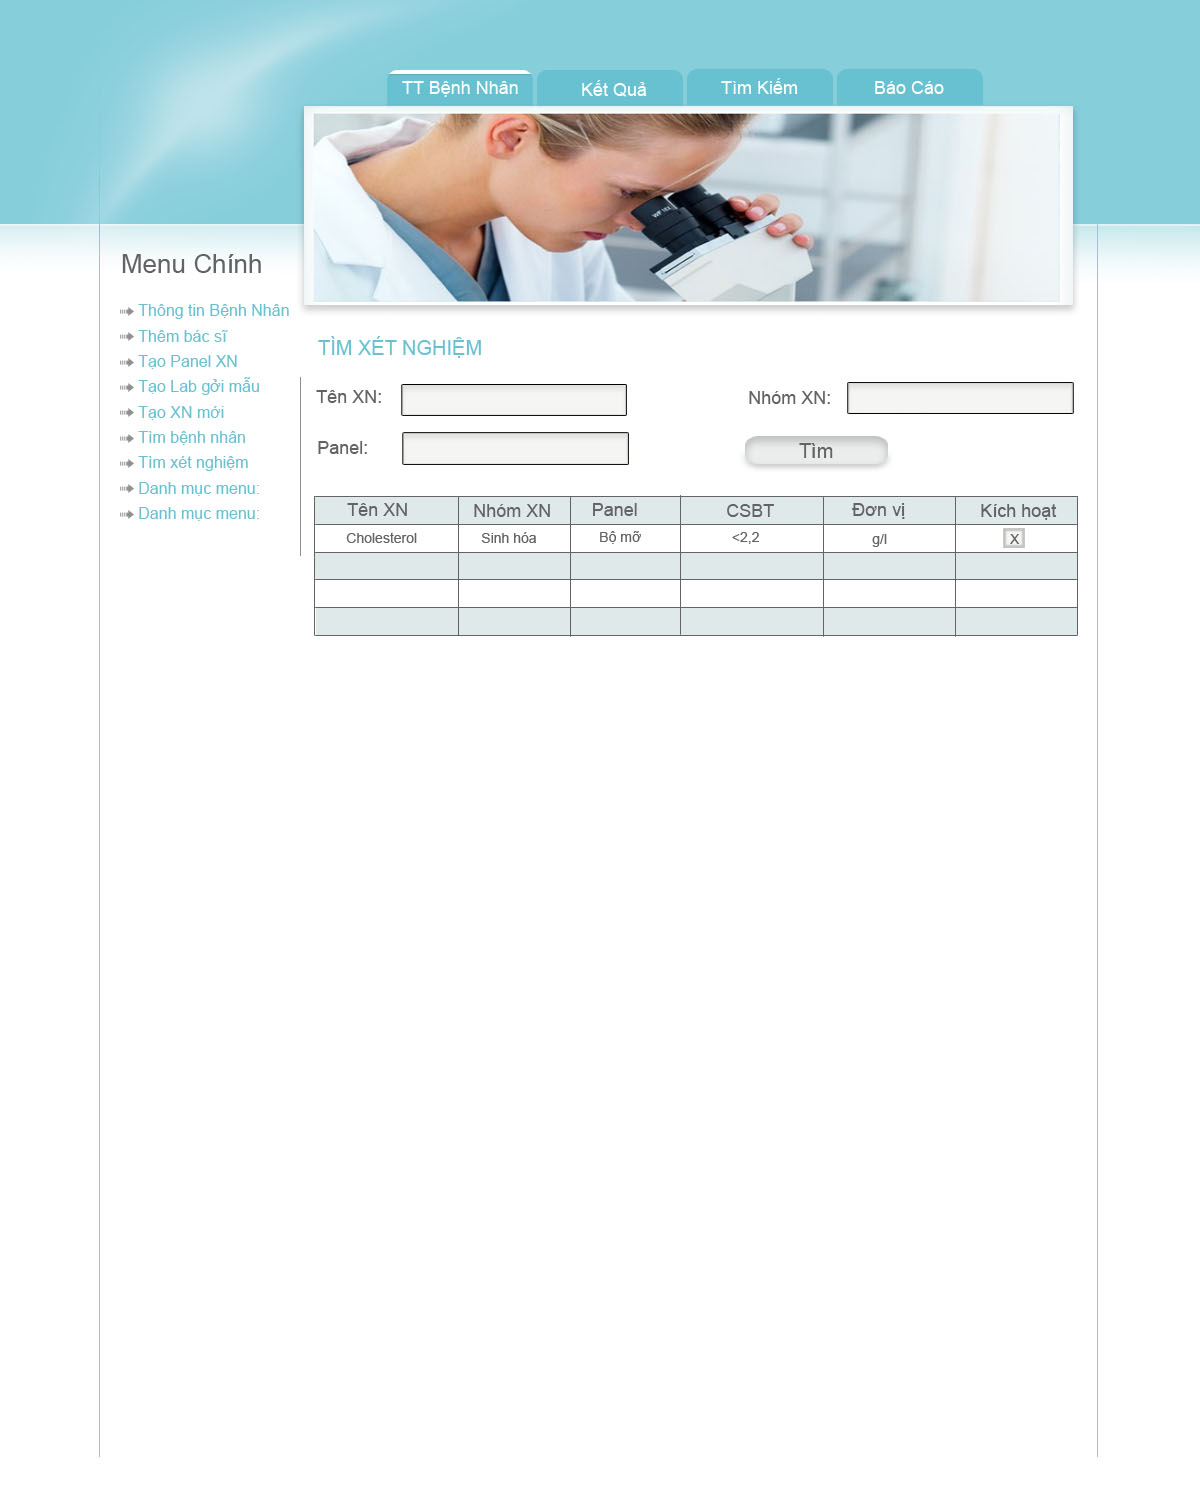 TT Bệnh Nhân Kết Quả Tìm Kiếm Báo Cáo
WF 10X
Menu Chính
Thông tin Bệnh Nhân
Thêm bác sĩ
Tạo Panel XN
Tạo Lab gởi mẫu
Tạo XN mới
Tìm bệnh nhân
Tìm xét nghiệm
Danh mục menu:
Danh mục menu:
TÌM XÉT NGHIỆM
Tên XN: Nhóm XN:
Panel: Tìm
Tên XN Nhóm XN Panel CSBT Đơn vị Kích hoạt
Cholesterol Sinh hóa Bộ mỡ <2,2 g/l X